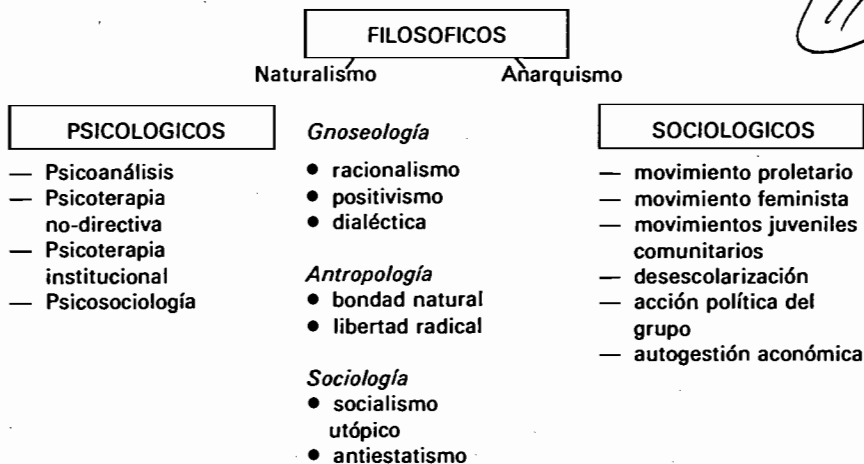 FILOSOFICOS
Naturalismo Anarquismo
PSICOLOGICOS
— Psicoanálisis
— Psicoterapia
no-directiva
— Psicoterapia
institucional
— Psicosociología
Gnoseología
● racionalismo
● positivismo
● dialéctica
Antropología
● bondad natural
● libertad radical
Sociología
● socialismo
utópico
● antiestatismo
SOCIOLOGICOS
— movimiento proletario
— movimiento feminista
— movimientos juveniles
comunitarios
— desescolarización
— acción política del
grupo
— autogestión aconómica